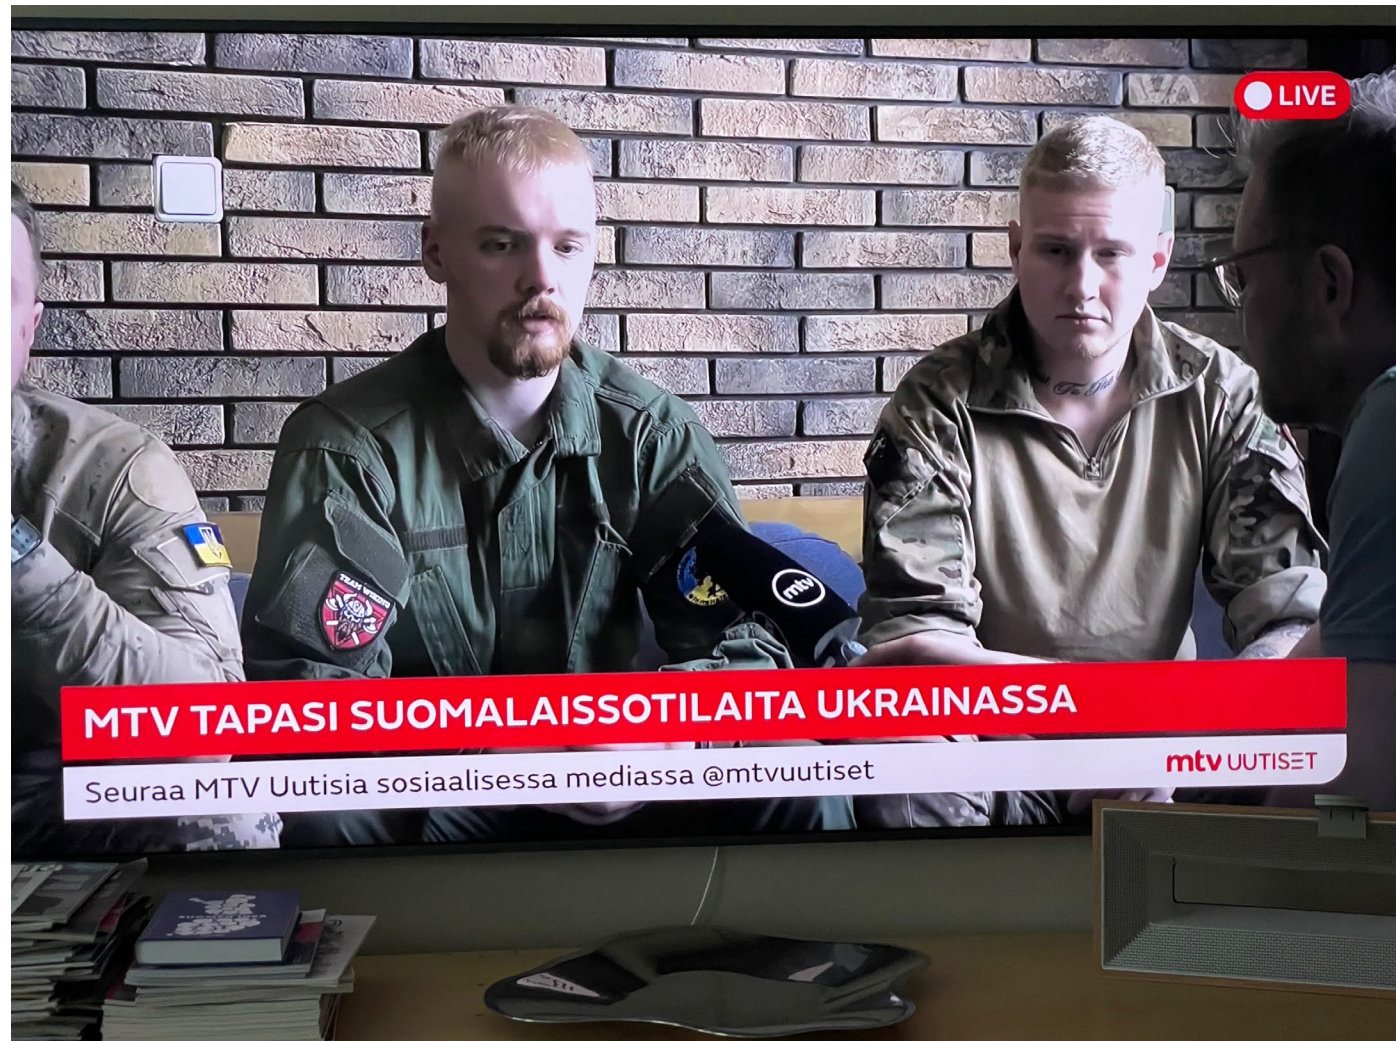 LIVE
TEAM WIKING
mtv
MTV TAPASI SUOMALAISSOTILAITA UKRAINASSA
Seuraa MTV Uutisia sosiaalisessa mediassa @mtvuutiset
mtv UUTISET